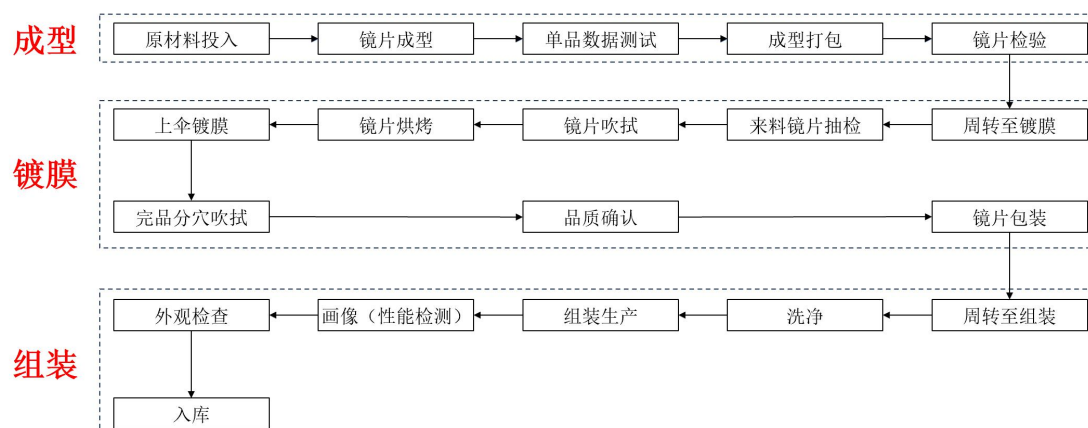 成型
原材料投入
镜片成型
单品数据测试
成型打包
镜片检验
镀膜
周转至镀膜
来料镜片抽检
镜片吹拭
镜片烘烤
上伞镀膜
完品分穴吹拭
品质确认
镜片包装
组装
周转至组装
洗净
组装生产
画像（性能检测）
外观检查
入库